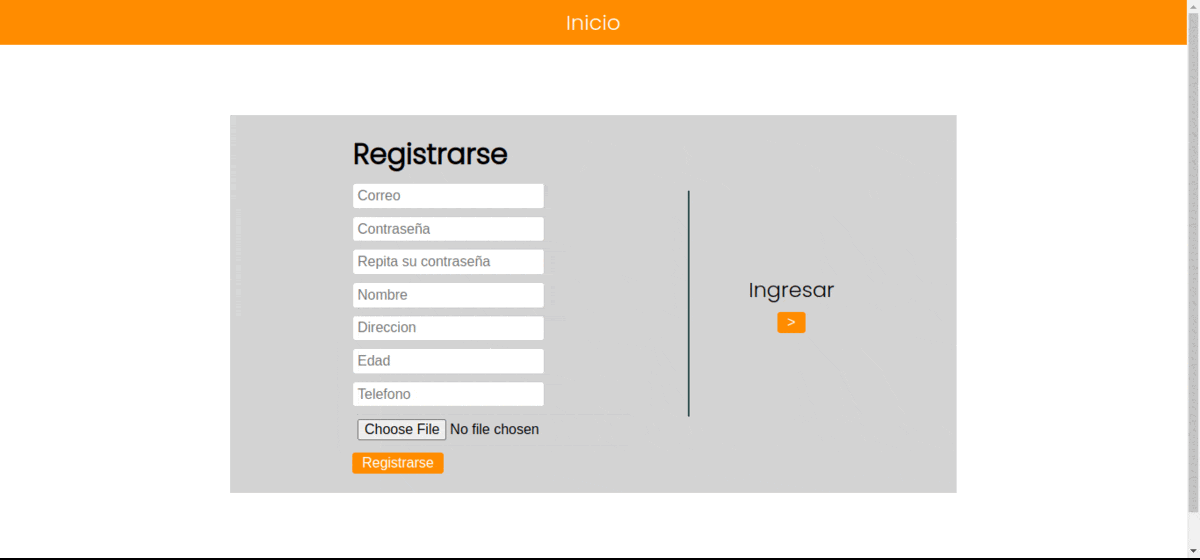 Inicio
Registrarse
Correo
Contraseña
Repita su contraseña
Nombre
Direccion
Edad
Telefono
Choose File No file chosen
Registrarse
Ingresar
>